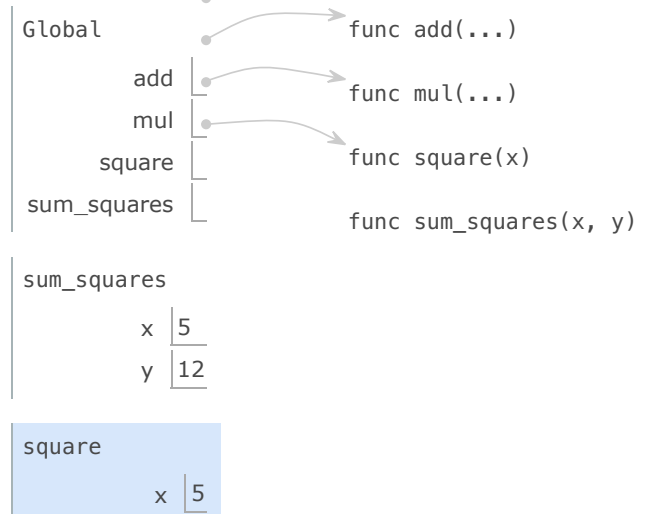 Global
func add(...)
add
func mul(...)
mul
square
func square(x)
sum_squares
func sum_squares(x, y)
sum_squares
x 5
y 12
square
x 5